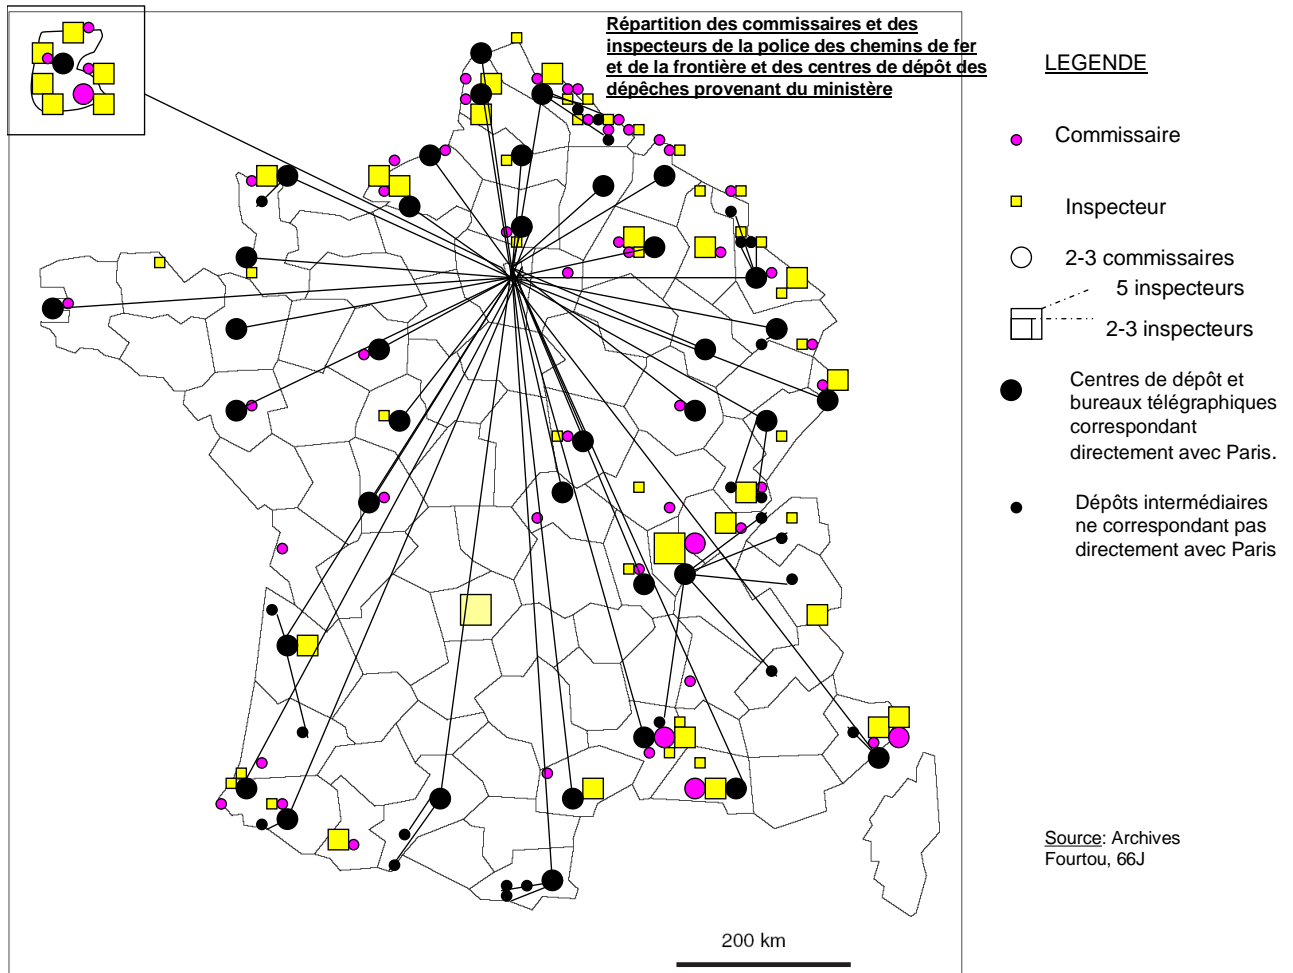 Répartition des commissaires et des
inspecteurs de la police des chemins de fer
et de la frontière et des centres de dépôt des
dépêches provenant du ministère
LEGENDE
Commissaire
Inspecteur
2-3 commissaires
5 inspecteurs
2-3 inspecteurs
Centres de dépôt et
bureaux télégraphiques
correspondant
directement avec Paris.
Dépôts intermédiaires
ne correspondant pas
directement avec Paris
Source: Archives
Fourtou, 66J
200 km